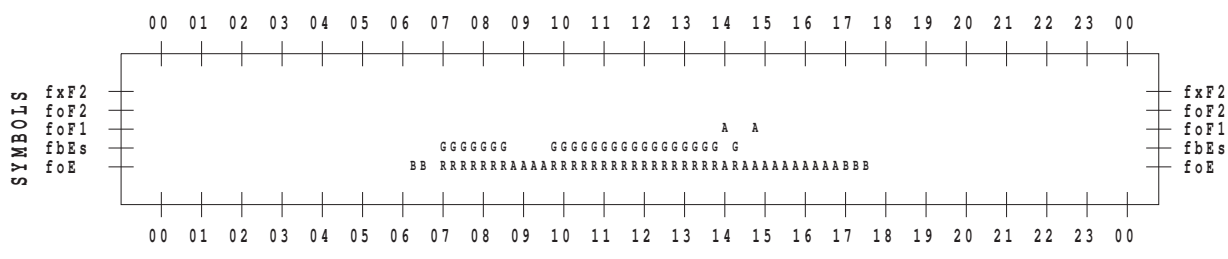 00 01 02 03 04 05 06 07 08 09 10 11 12 13 14 15 16 17 18 19 20 21 22 23 00
SYMBOLS
fxF2 fxF2
foF2 foF2
foF1 A A foF1
fbEs GGGGGGG GGGGGGGGGGGGGGGGG G fbEs
foE BB RRRRRRRAAAARRRRRRRRRRRRRRRRRARAAAAAAAAAABBB foE
00 01 02 03 04 05 06 07 08 09 10 11 12 13 14 15 16 17 18 19 20 21 22 23 00